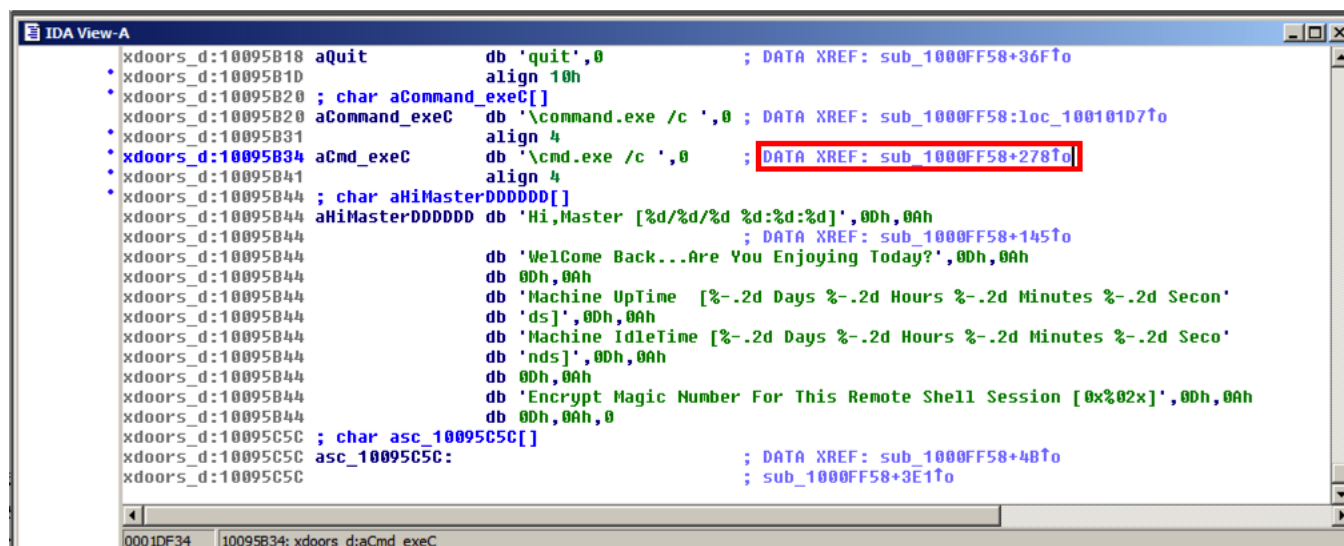 IDA View-A
xdoors_d:10095B18 aQuit db 'quit',0 ; DATA XREF: sub_1000FF58+36F↑o
xdoors_d:10095B1D align 10h
xdoors_d:10095B20 ; char aCommand_exeC[]
xdoors_d:10095B20 aCommand_exeC db '\command.exe /c ',0 ; DATA XREF: sub_1000FF58:loc_100101D7↑o
xdoors_d:10095B31 align 4
xdoors_d:10095B34 aCmd_exeC db '\cmd.exe /c ',0 ; DATA XREF: sub_1000FF58+278↑o
xdoors_d:10095B41 align 4
xdoors_d:10095B44 ; char aHiMasterDDDDDD[]
xdoors_d:10095B44 aHiMasterDDDDDD db 'Hi,Master [%d/%d/%d %d:%d:%d]',0Dh,0Ah
xdoors_d:10095B44 ; DATA XREF: sub_1000FF58+145↑o
xdoors_d:10095B44 db 'WelCome Back...Are You Enjoying Today?',0Dh,0Ah
xdoors_d:10095B44 db 0Dh,0Ah
xdoors_d:10095B44 db 'Machine UpTime  [%-.2d Days %-.2d Hours %-.2d Minutes %-.2d Secon'
xdoors_d:10095B44 db 'ds]',0Dh,0Ah
xdoors_d:10095B44 db 'Machine IdleTime [%-.2d Days %-.2d Hours %-.2d Minutes %-.2d Seco'
xdoors_d:10095B44 db 'nds]',0Dh,0Ah
xdoors_d:10095B44 db 0Dh,0Ah
xdoors_d:10095B44 db 'Encrypt Magic Number For This Remote Shell Session [0x%02x]',0Dh,0Ah
xdoors_d:10095B44 db 0Dh,0Ah,0
xdoors_d:10095C5C ; char asc_10095C5C[]
xdoors_d:10095C5C asc_10095C5C: ; DATA XREF: sub_1000FF58+4B↑o
xdoors_d:10095C5C ; sub_1000FF58+3E1↑o
0001DF34 10095B34: xdoors_d:aCmd_exeC